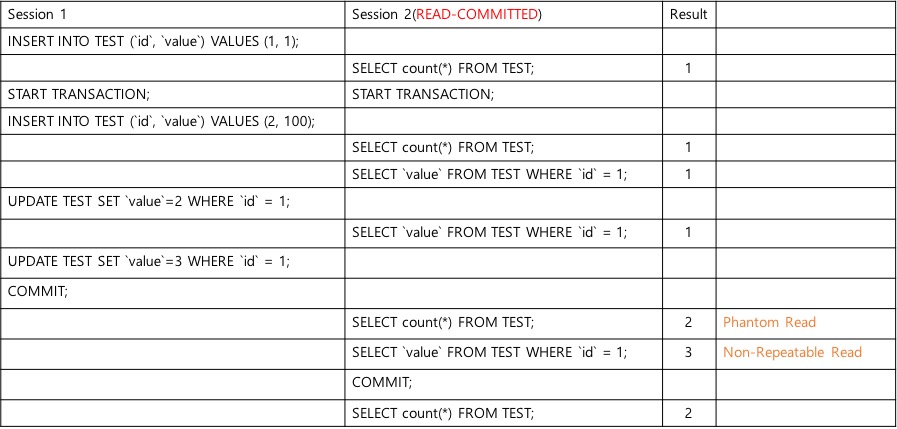 Session 1 Session 2(READ-COMMITTED) Result
INSERT INTO TEST (`id`, `value`) VALUES (1, 1);
SELECT count(*) FROM TEST; 1
START TRANSACTION; START TRANSACTION;
INSERT INTO TEST (`id`, `value`) VALUES (2, 100);
SELECT count(*) FROM TEST; 1
SELECT `value` FROM TEST WHERE `id` = 1; 1
UPDATE TEST SET `value`=2 WHERE `id` = 1;
SELECT `value` FROM TEST WHERE `id` = 1; 1
UPDATE TEST SET `value`=3 WHERE `id` = 1;
COMMIT;
SELECT count(*) FROM TEST; 2 Phantom Read
SELECT `value` FROM TEST WHERE `id` = 1; 3 Non-Repeatable Read
COMMIT;
SELECT count(*) FROM TEST; 2